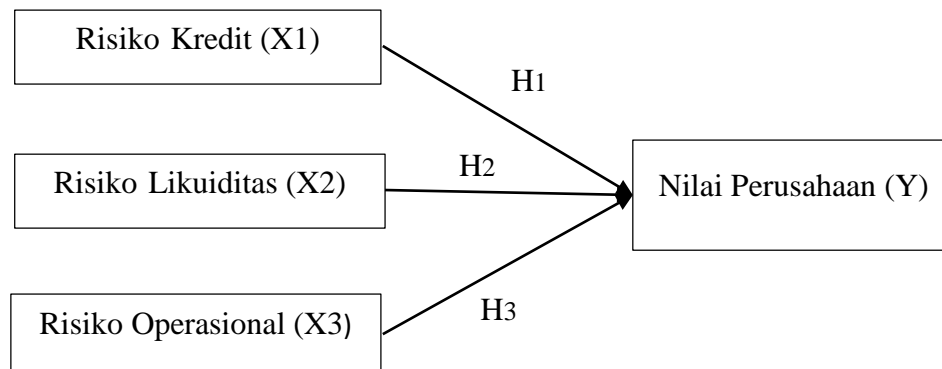 Risiko Kredit (X1)
H1
Risiko Likuiditas (X2)
H2
Nilai Perusahaan (Y)
Risiko Operasional (X3)
H3